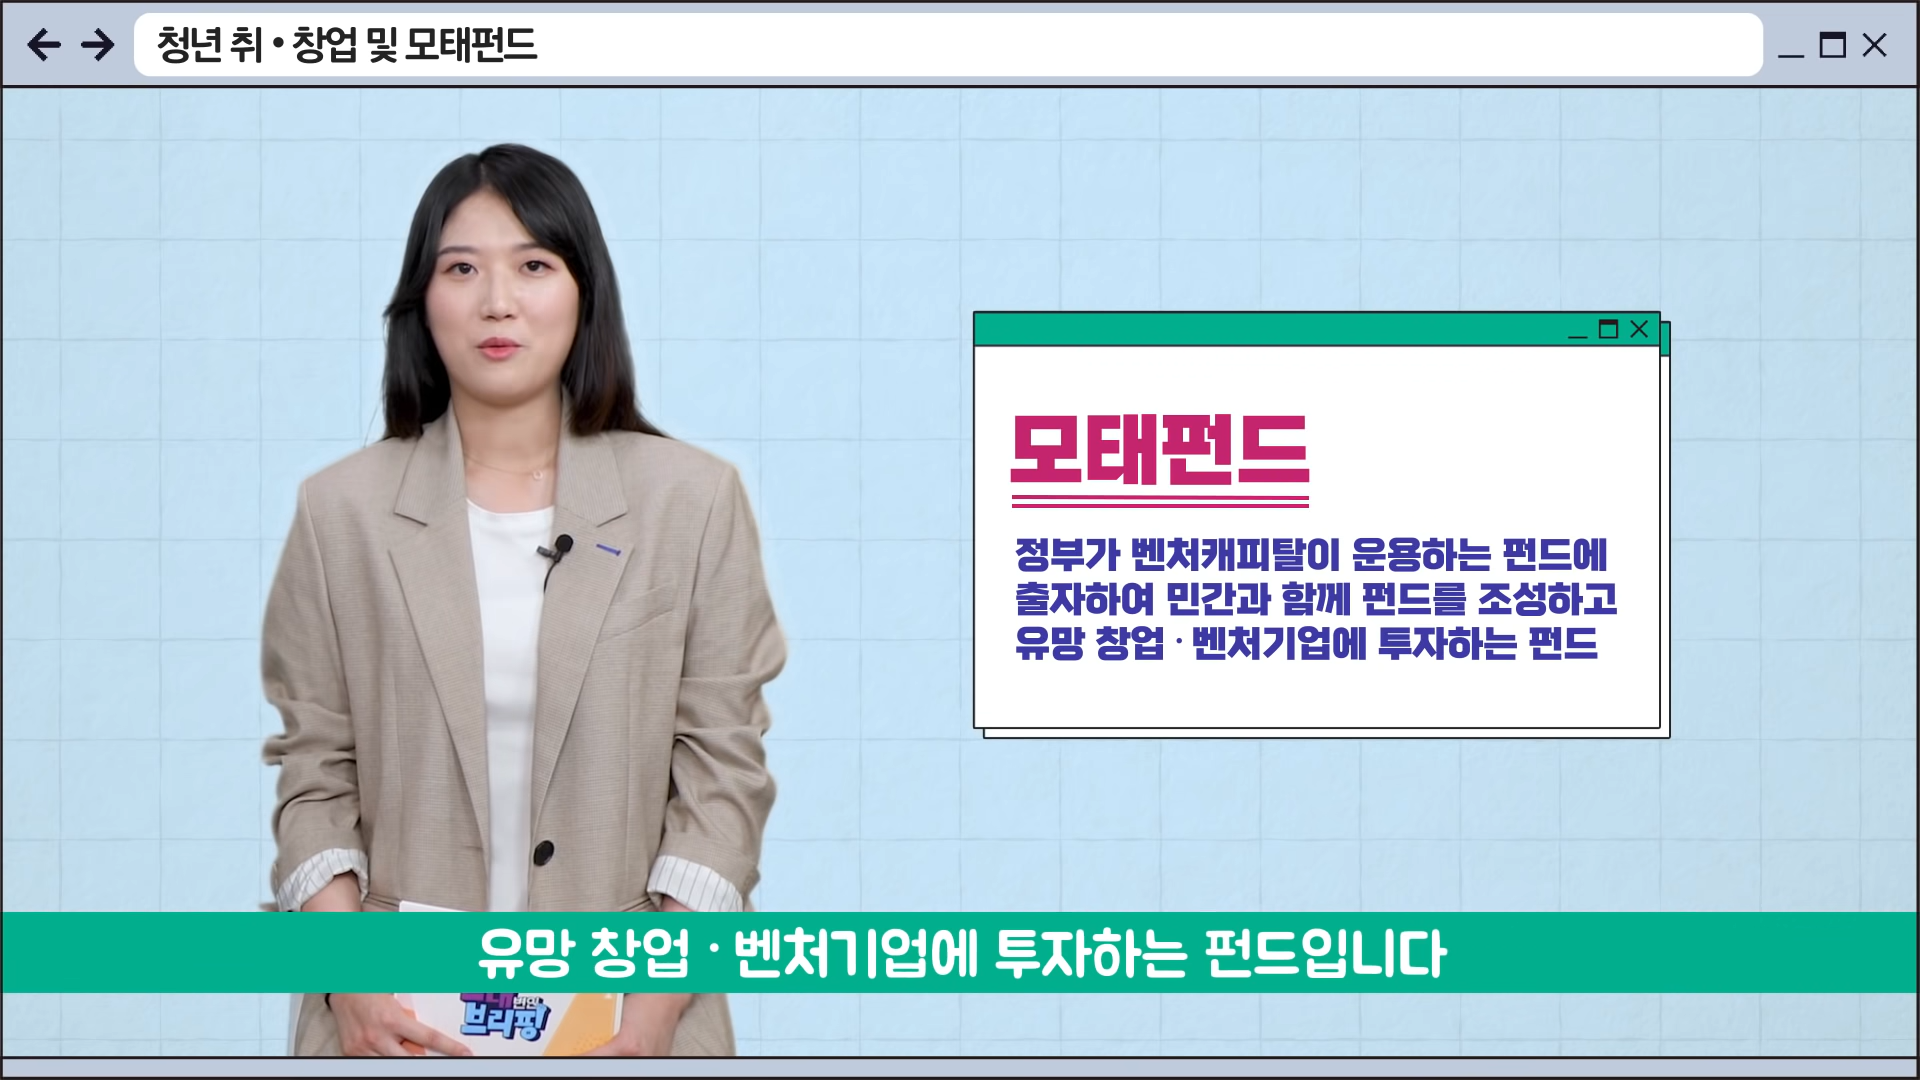 청년 취•창업 및 모태펀드
모태펀드
정부가 벤처캐피탈이 운용하는 펀드에
출자하여 민간과 함께 펀드를 조성하고
유망 창업·벤처기업에 투자하는 펀드
유망 창업·벤처기업에 투자하는 펀드입니다
브리핑